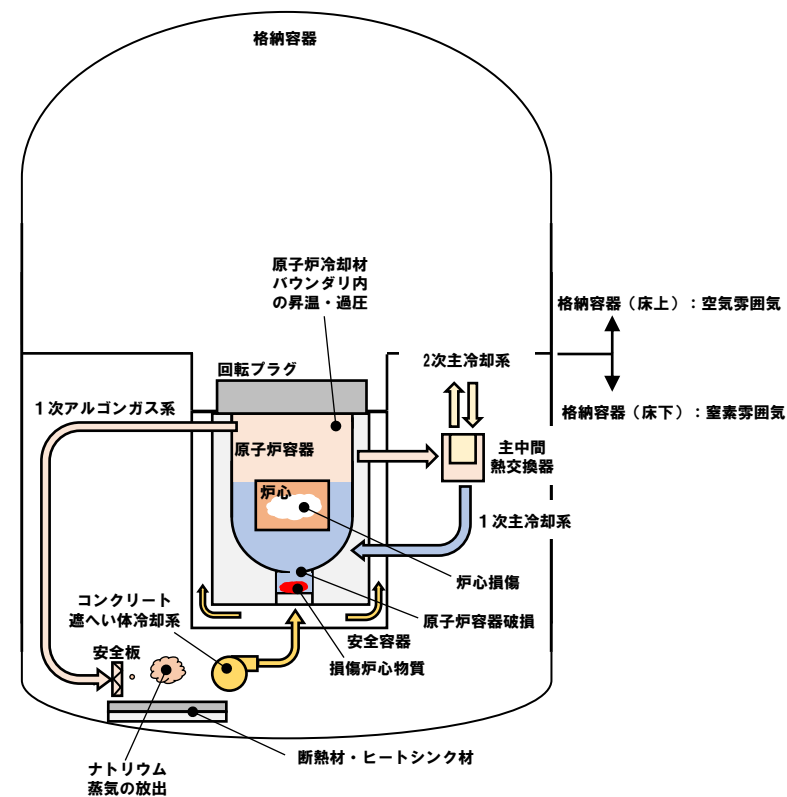 格納容器
原子炉冷却材
バウンダリ内
の昇温・過圧
格納容器（床上）：空気雰囲気
2次主冷却系
回転プラグ
１次アルゴンガス系
格納容器（床下）：窒素雰囲気
原子炉容器
主中間
熱交換器
炉心
１次主冷却系
炉心損傷
コンクリート
遮へい体冷却系
原子炉容器破損
安全容器
安全板
損傷炉心物質
断熱材・ヒートシンク材
ナトリウム
蒸気の放出